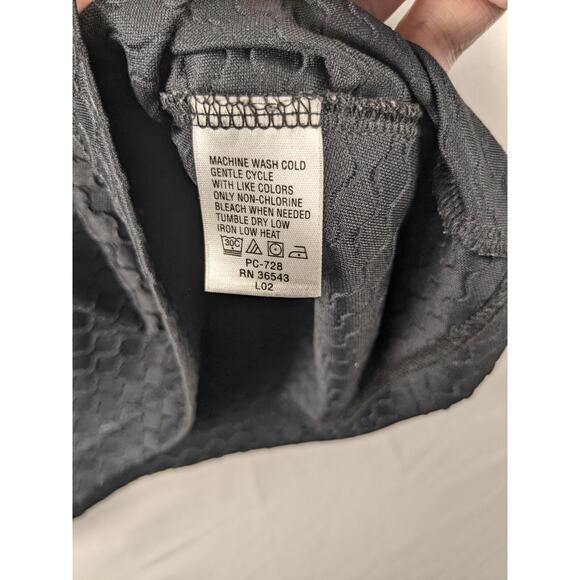 MACHINE WASH COLD
GENTLE CYCLE
WITH LIKE COLORS
ONLY NON-CHLORINE
BLEACH WHEN NEEDED
TUMBLE DRY LOW
IRON LOW HEAT
30C
PC-728
RN 36543
L02